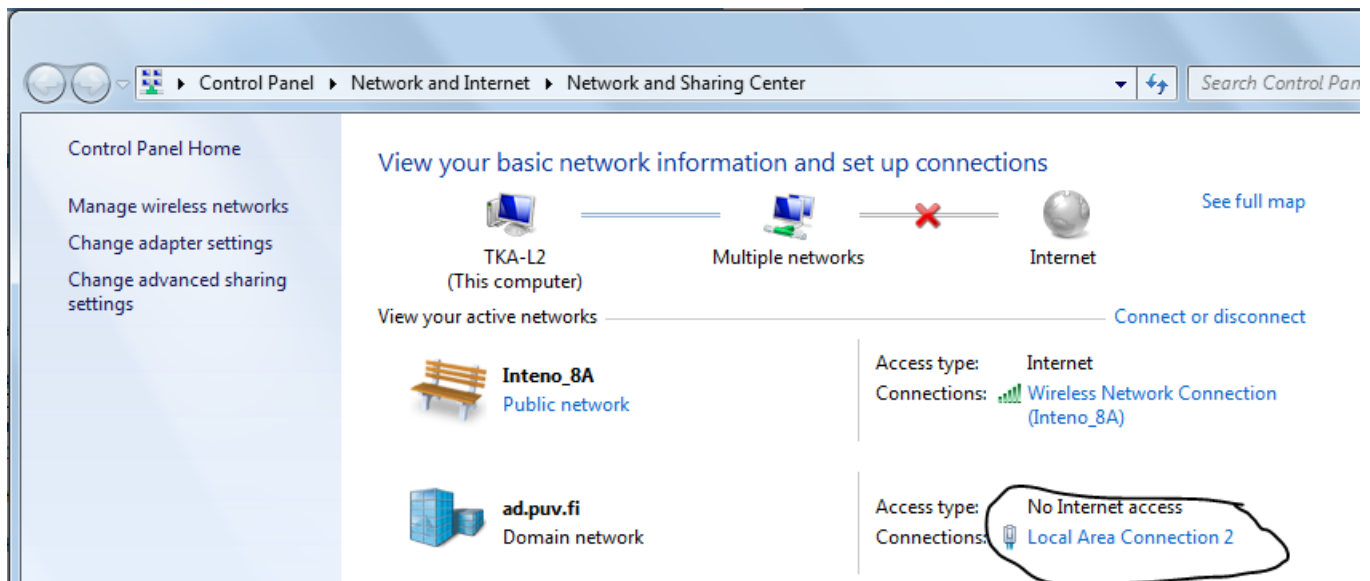 Control Panel Network and Internet Network and Sharing Center
Search Control Pan
Control Panel Home
Manage wireless networks
Change adapter settings
Change advanced sharing
settings
View your basic network information and set up connections
See full map
TKA-L2
(This computer)
Multiple networks
Internet
View your active networks
Connect or disconnect
Inteno_8A
Public network
Access type: Internet
Connections: Wireless Network Connection
(Inteno_8A)
ad.puv.fi
Domain network
Access type: No Internet access
Connections: Local Area Connection 2